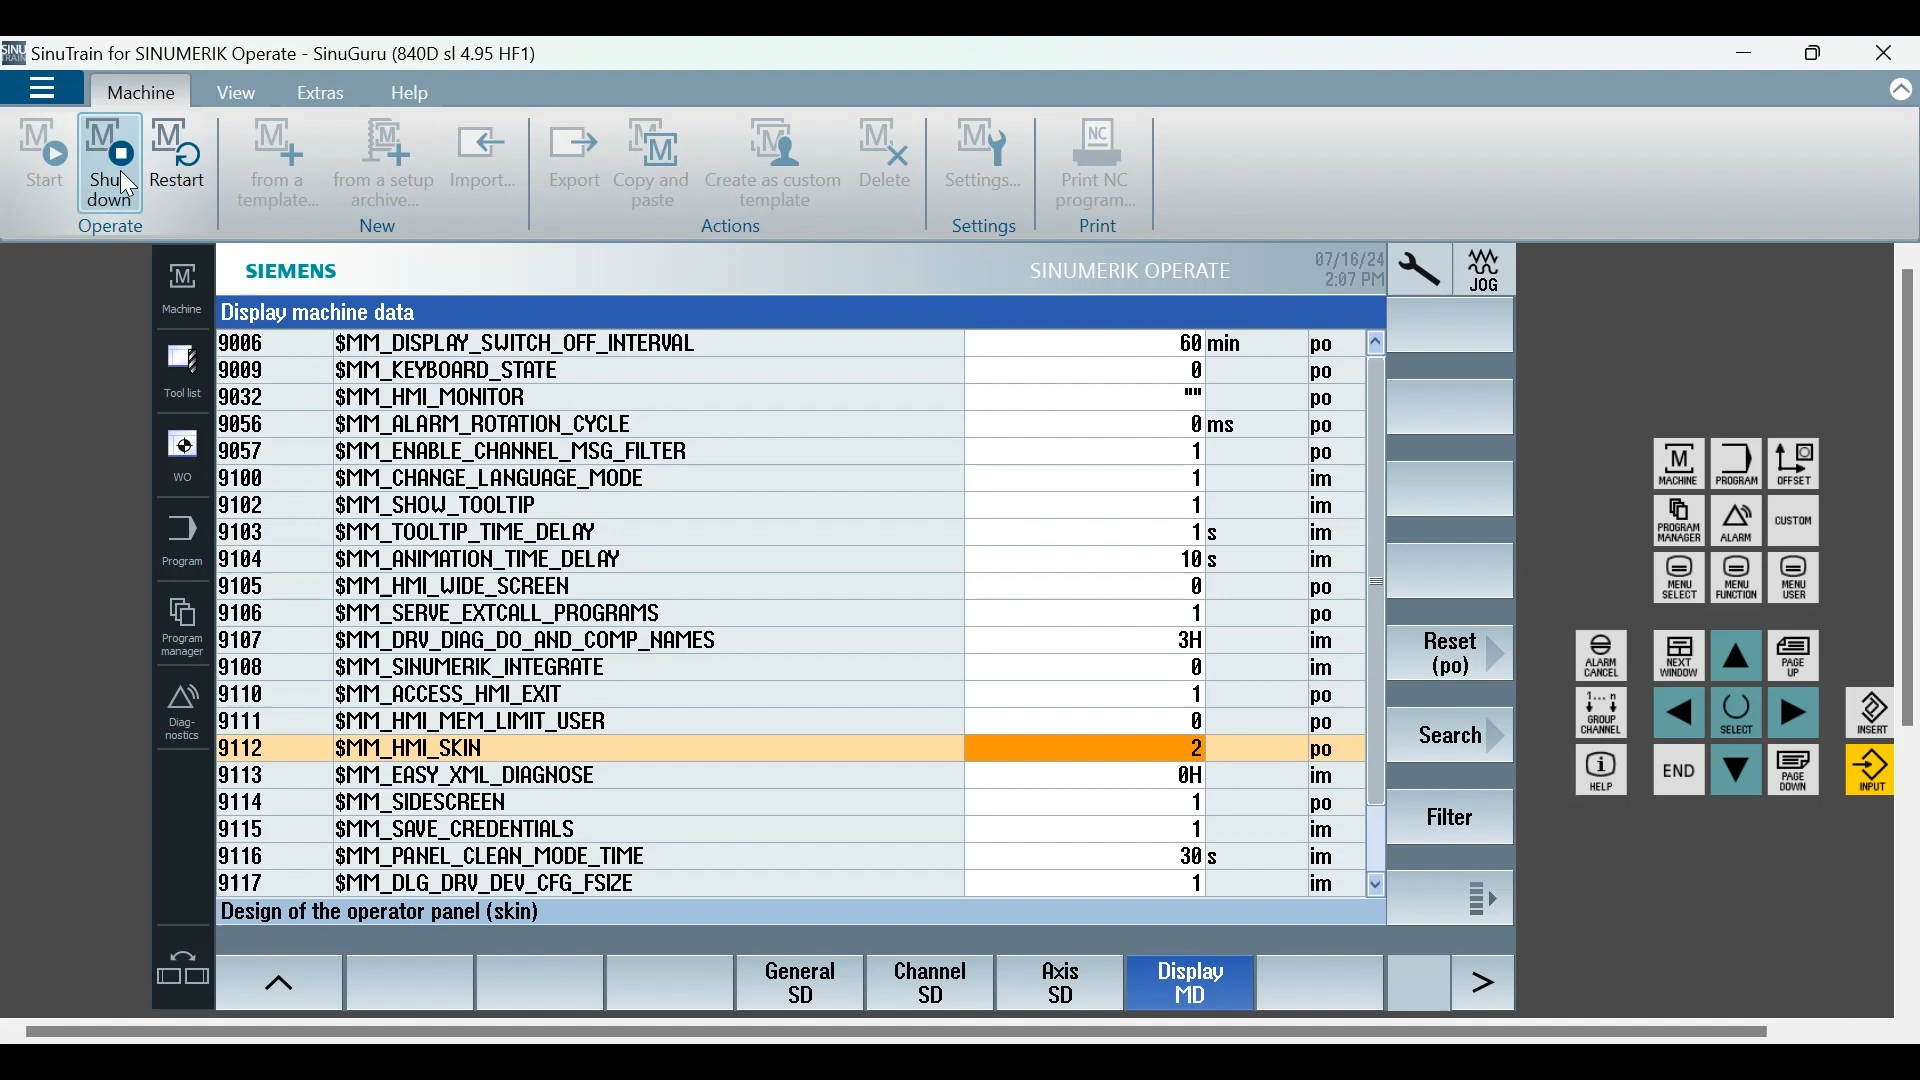 SINU
TRAIN
SinuTrain for SINUMERIK Operate - SinuGuru (840D sl 4.95 HF1)
Machine View Extras Help
Start
down
Restart
from a template...
from a setup archive...
Import...
Export
Copy and paste
Create as custom template
Delete
Settings...
NC
Print NC program...
Operate New Actions Settings Print
SIEMENS SINUMERIK OPERATE 07/16/24
2:07 PM
JOG
Display machine data
9006 $MM_DISPLAY_SWITCH_OFF_INTERVAL 60 min po
9009 $MM_KEYBOARD_STATE 0 po
9032 $MM_HMI_MONITOR "" po
9056 $MM_ALARM_ROTATION_CYCLE 0 ms po
9057 $MM_ENABLE_CHANNEL_MSG_FILTER 1 po
9100 $MM_CHANGE_LANGUAGE_MODE 1 im
9102 $MM_SHOW_TOOLTIP 1 im
9103 $MM_TOOLTIP_TIME_DELAY 1 s im
9104 $MM_ANIMATION_TIME_DELAY 10 s im
9105 $MM_HMI_WIDE_SCREEN 0 po
9106 $MM_SERVE_EXTCALL_PROGRAMS 1 po
9107 $MM_DRV_DIAG_DO_AND_COMP_NAMES 3H im
9108 $MM_SINUMERIK_INTEGRATE 0 im
9110 $MM_ACCESS_HMI_EXIT 1 po
9111 $MM_HMI_MEM_LIMIT_USER 0 po
9112 $MM_HMI_SKIN 2 po
9113 $MM_EASY_XML_DIAGNOSE 0H im
9114 $MM_SIDESCREEN 1 po
9115 $MM_SAVE_CREDENTIALS 1 im
9116 $MM_PANEL_CLEAN_MODE_TIME 30 s im
9117 $MM_DLG_DRV_DEV_CFG_FSIZE 1 im
Design of the operator panel (skin)
M
Machine
Tool list
WO
Program
Program
manager
Diag-
nostics
Reset
(po)
Search
Filter
General
SD
Channel
SD
Axis
SD
Display
MD
>
M
MACHINE
PROGRAM
OFFSET
PROGRAM
MANAGER
ALARM
CUSTOM
MENU
SELECT
MENU
FUNCTION
MENU
USER
ALARM
CANCEL
NEXT
WINDOW
PAGE
UP
1... n
GROUP
CHANNEL
SELECT
INSERT
HELP
END
PAGE
DOWN
INPUT